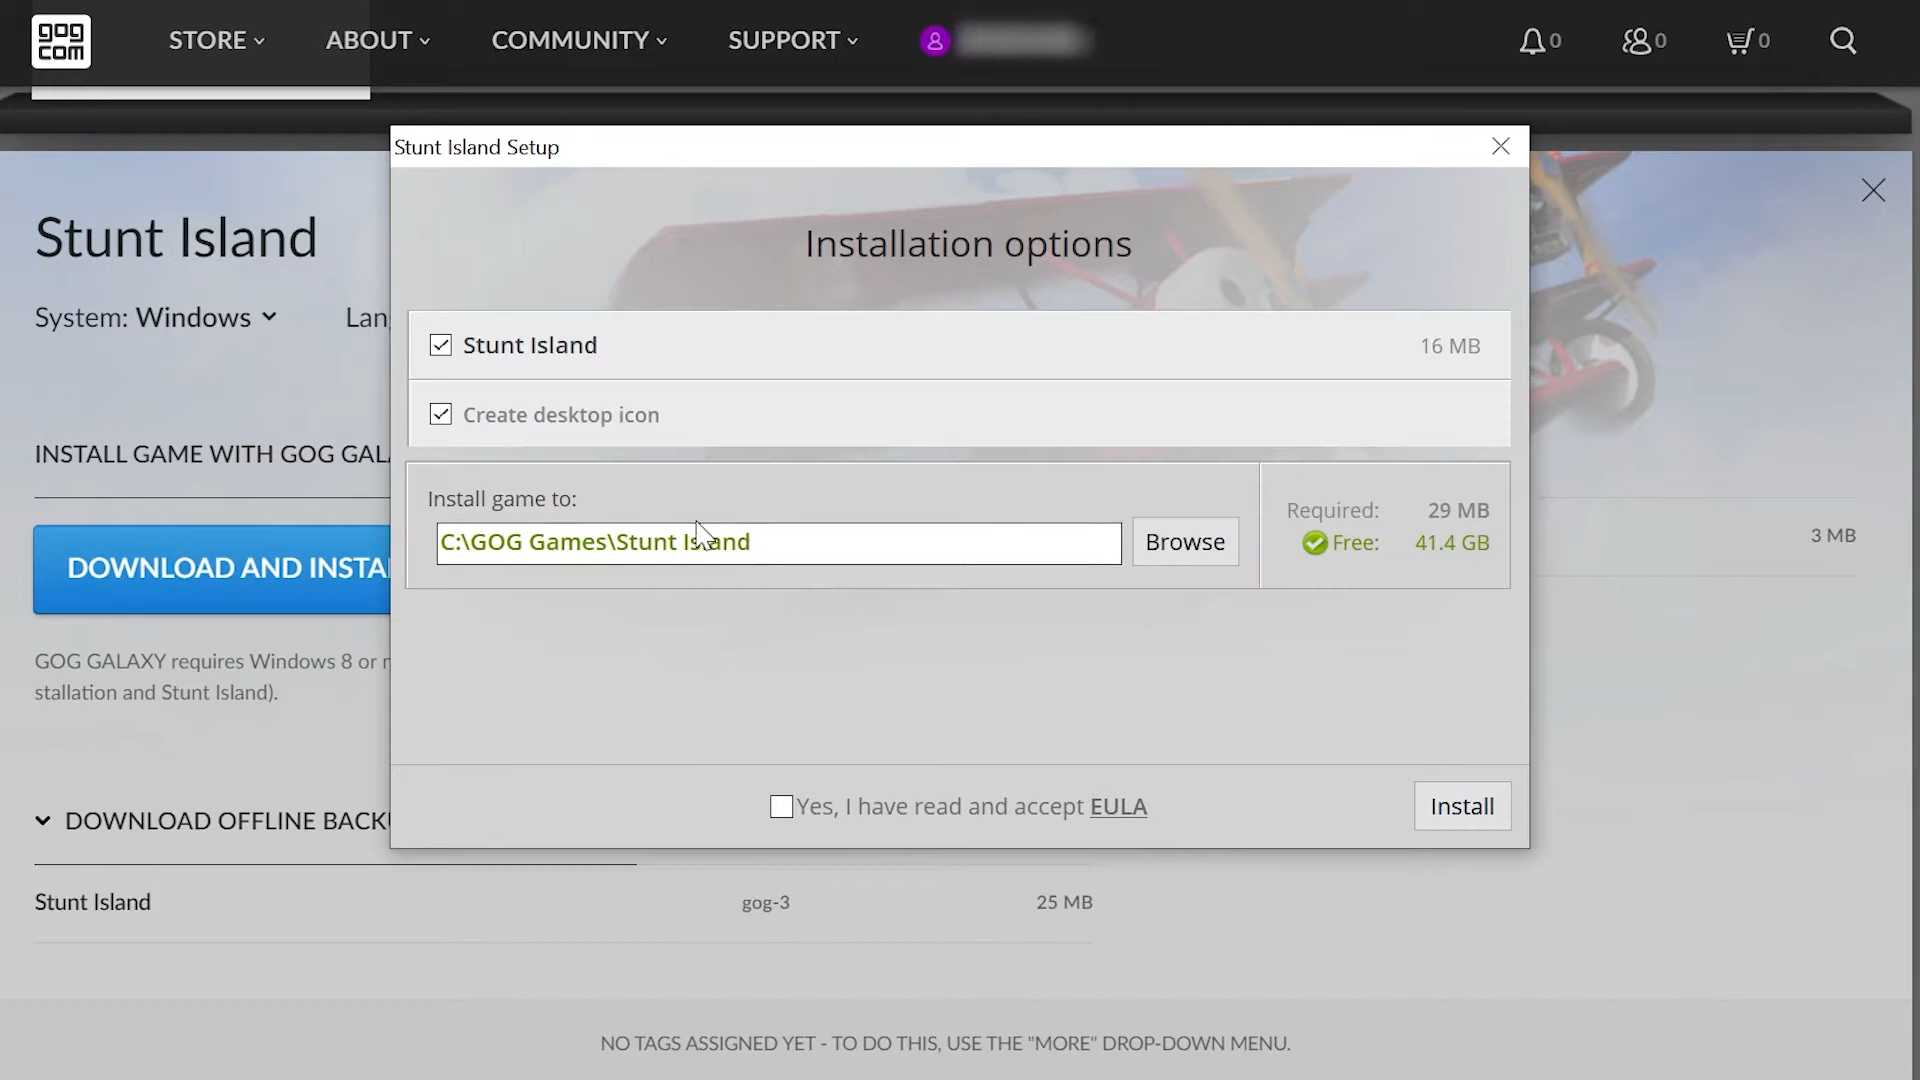 gog
com
STORE
ABOUT
COMMUNITY
SUPPORT
0
0
0
Stunt Island Setup
Stunt Island
System: Windows
Lan
Installation options
Stunt Island
16 MB
Create desktop icon
INSTALL GAME WITH GOG GAL
Install game to:
C:\GOG Games\Stunt Island
Browse
Required: 29 MB
Free: 41.4 GB
3 MB
DOWNLOAD AND INSTA
GOG GALAXY requires Windows 8 or
stallation and Stunt Island).
Yes, I have read and accept EULA
Install
DOWNLOAD OFFLINE BACK
Stunt Island gog-3 25 MB
NO TAGS ASSIGNED YET - TO DO THIS, USE THE "MORE" DROP-DOWN MENU.